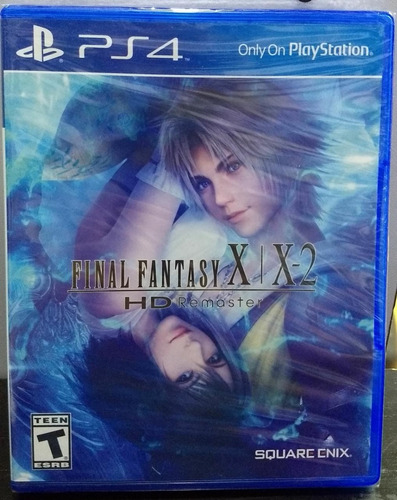 PS4
Only On PlayStation
FINAL FANTASY X | X-2
HD Remaster
TEEN
T
ESRB
SQUARE ENIX